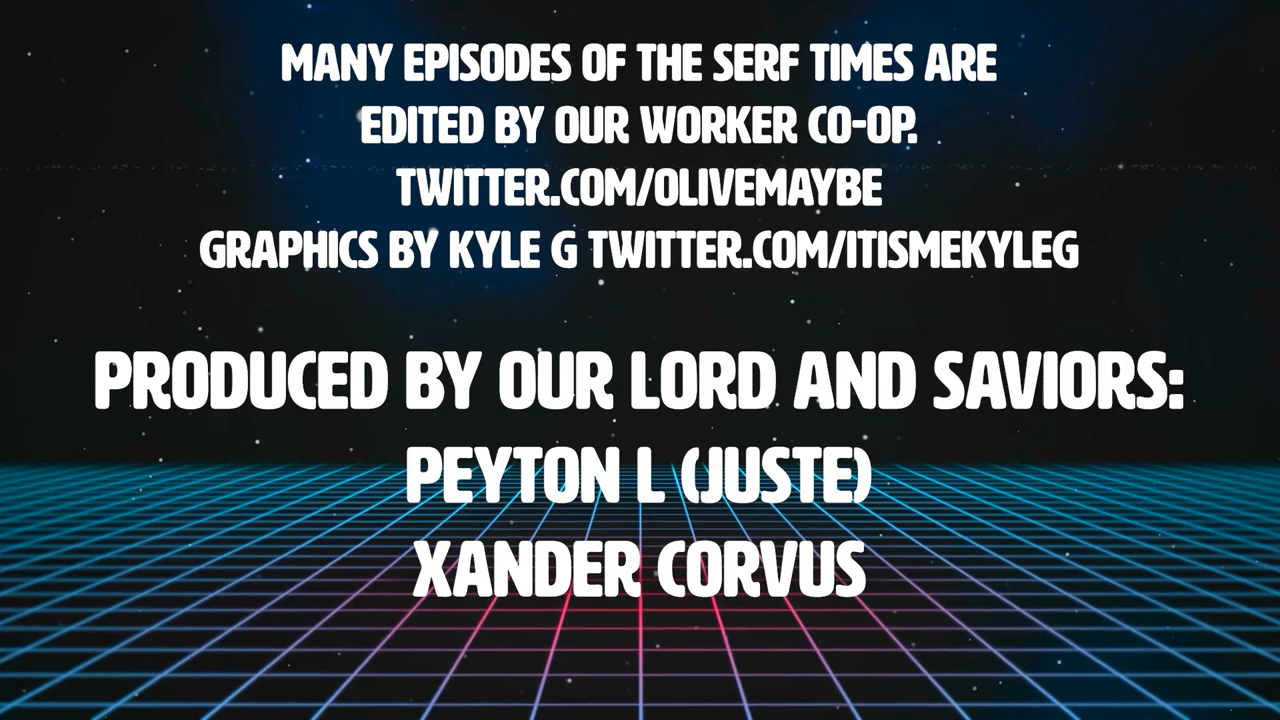 MANY EPISODES OF THE SERF TIMES ARE
EDITED BY OUR WORKER CO-OP.
TWITTER.COM/OLIVEMAYBE
GRAPHICS BY KYLE G TWITTER.COM/ITISMEKYLEG
PRODUCED BY OUR LORD AND SAVIORS:
PEYTON L (JUSTE)
XANDER CORVUS